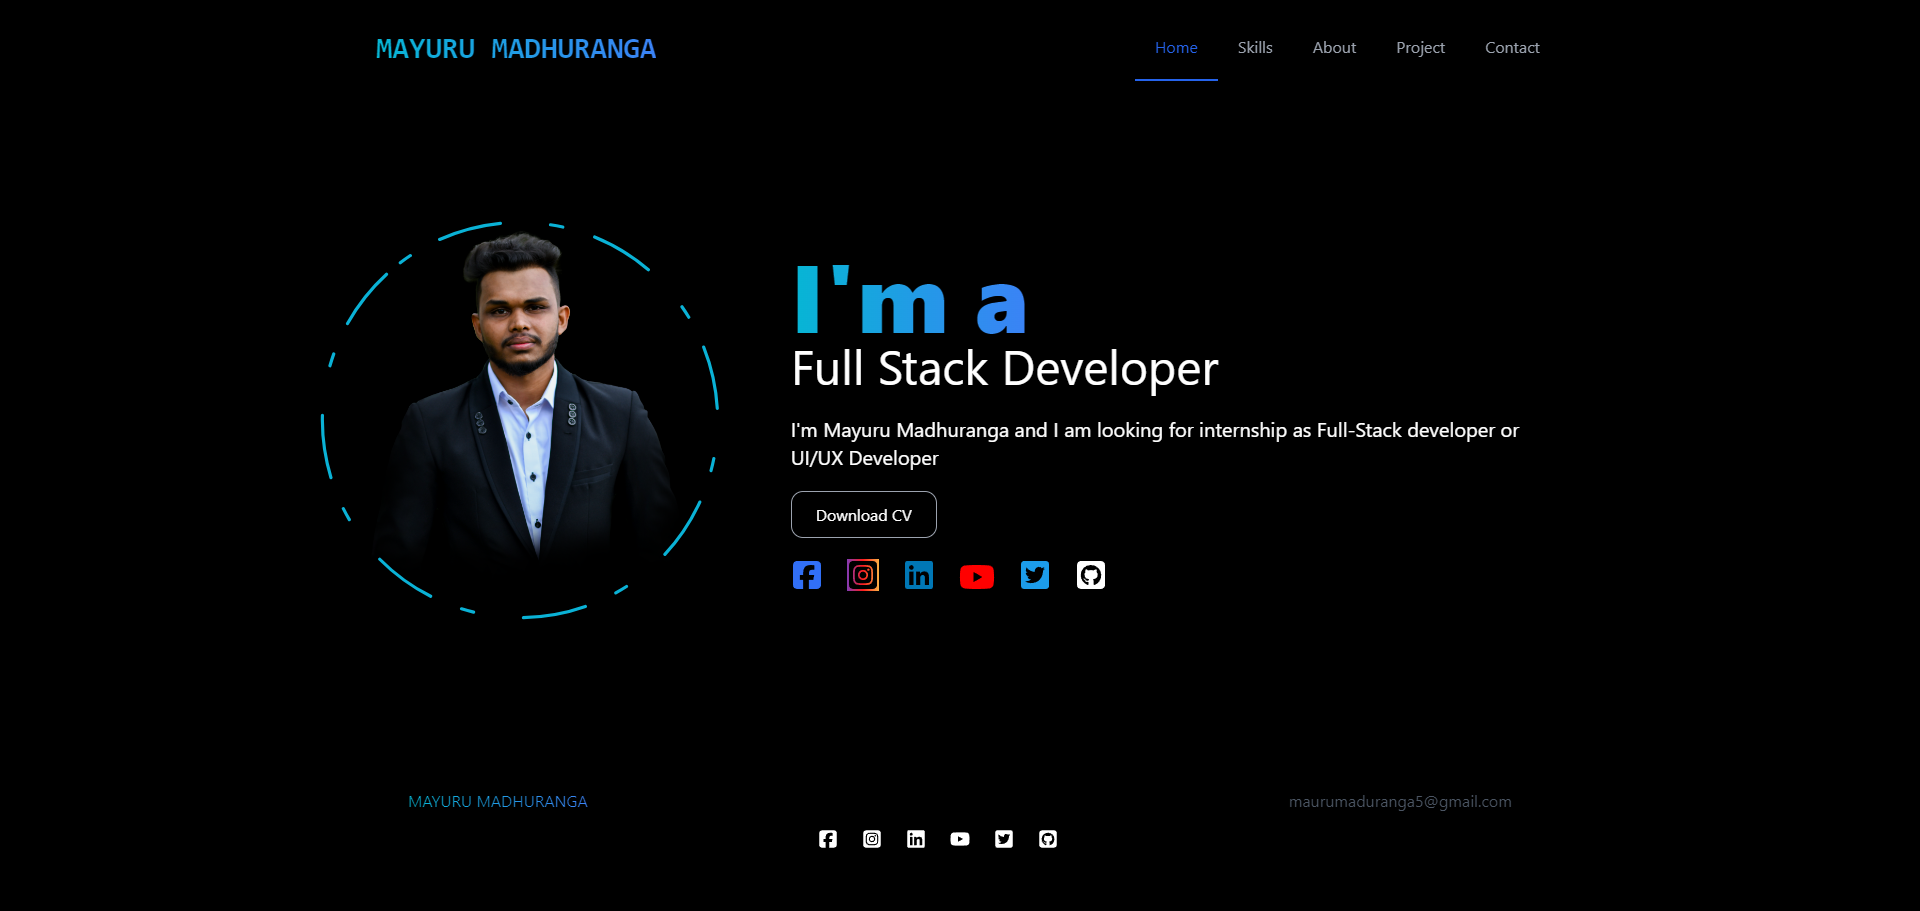 MAYURU MADHURANGA
Home Skills About Project Contact
I'm a
Full Stack Developer
I'm Mayuru Madhuranga and I am looking for internship as Full-Stack developer or
UI/UX Developer
Download CV
MAYURU MADHURANGA
maurumaduranga5@gmail.com